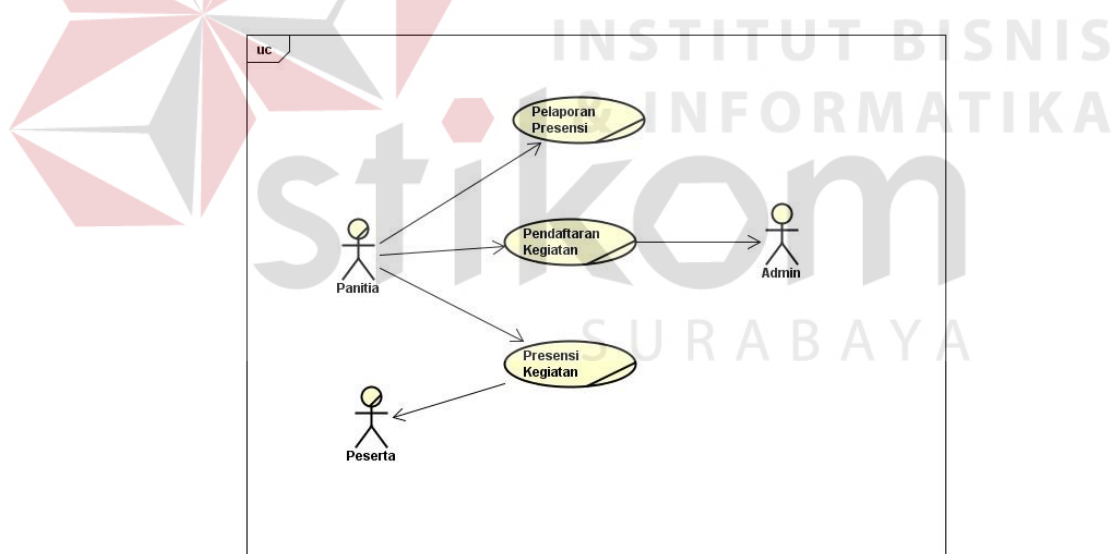 INSTITUT BISNIS
& INFORMATIKA
stikom
SURABAYA
uc
Pelaporan
Presensi
Pendaftaran
Kegiatan
Admin
Panitia
Presensi
Kegiatan
Peserta